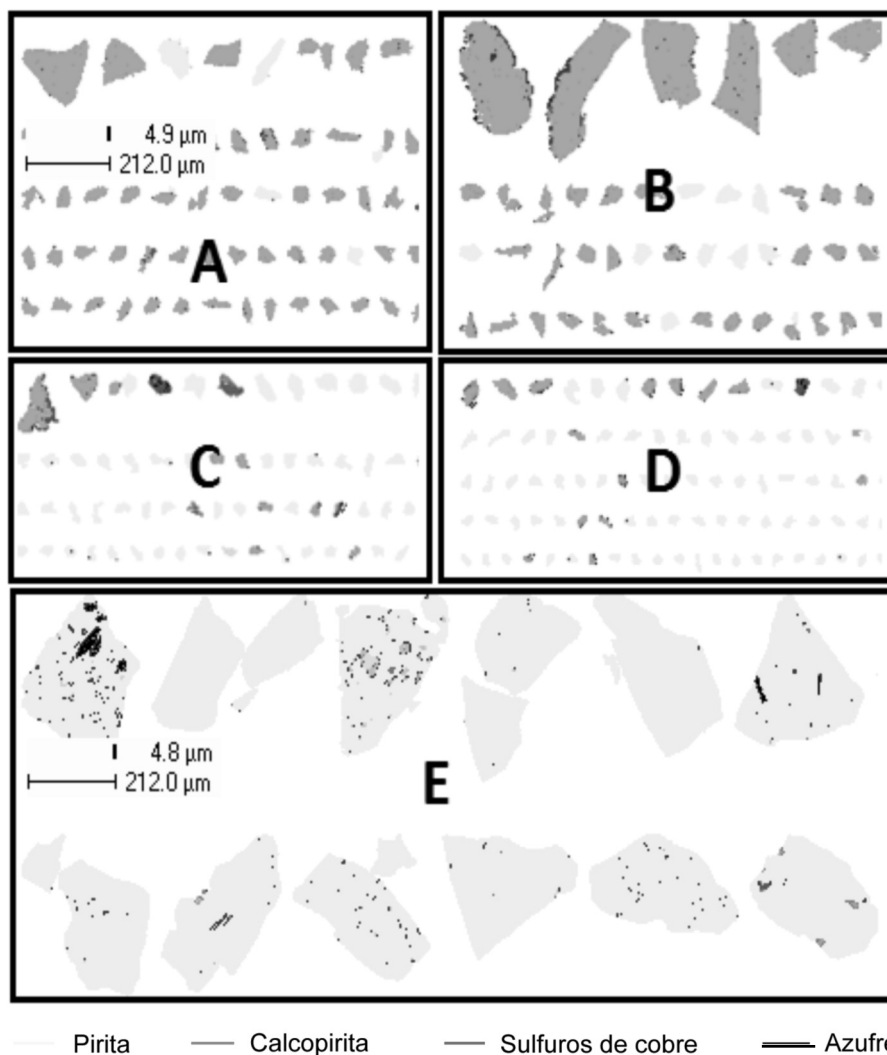 4.9 µm
212.0 µm
A
B
C
D
4.8 µm
212.0 µm
E
Pirita Calcopirita Sulfuros de cobre Azufre